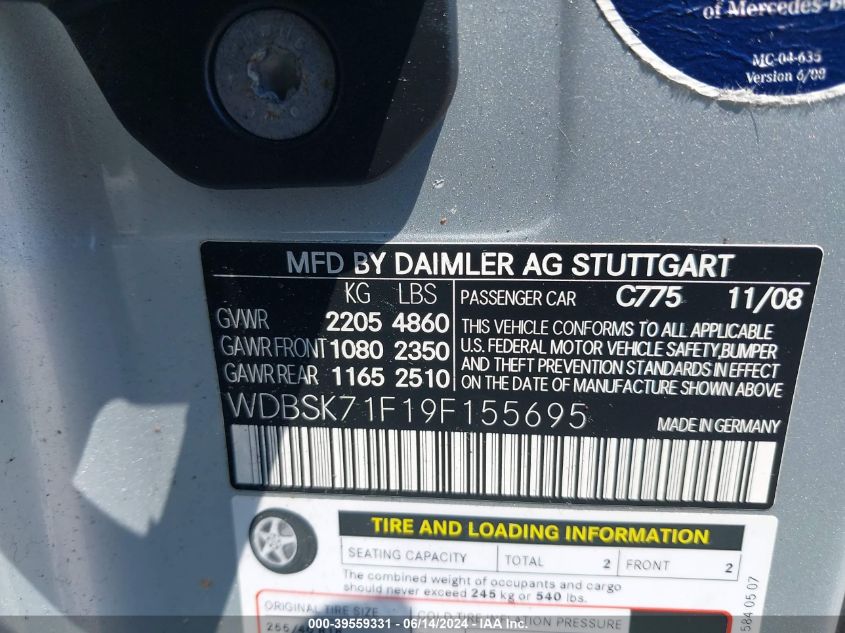 of Mercedes-B
MC-04-635
Version 6/08
MFD BY DAIMLER AG STUTTGART
KG LBS
GVWR 2205 4860
GAWR FRONT 1080 2350
GAWR REAR 1165 2510
PASSENGER CAR C775 11/08
THIS VEHICLE CONFORMS TO ALL APPLICABLE
U.S. FEDERAL MOTOR VEHICLE SAFETY,BUMPER
AND THEFT PREVENTION STANDARDS IN EFFECT
ON THE DATE OF MANUFACTURE SHOWN ABOVE
WDBSK71F19F155695 MADE IN GERMANY
TIRE AND LOADING INFORMATION
SEATING CAPACITY TOTAL 2 FRONT 2
The combined weight of occupants and cargo
should never exceed 245 kg or 540 lbs.
ORIGINAL TIRE SIZE COLD TIRE INFLATION PRESSURE
584 05 07
000-39559331 - 06/14/2024 - IAA Inc.